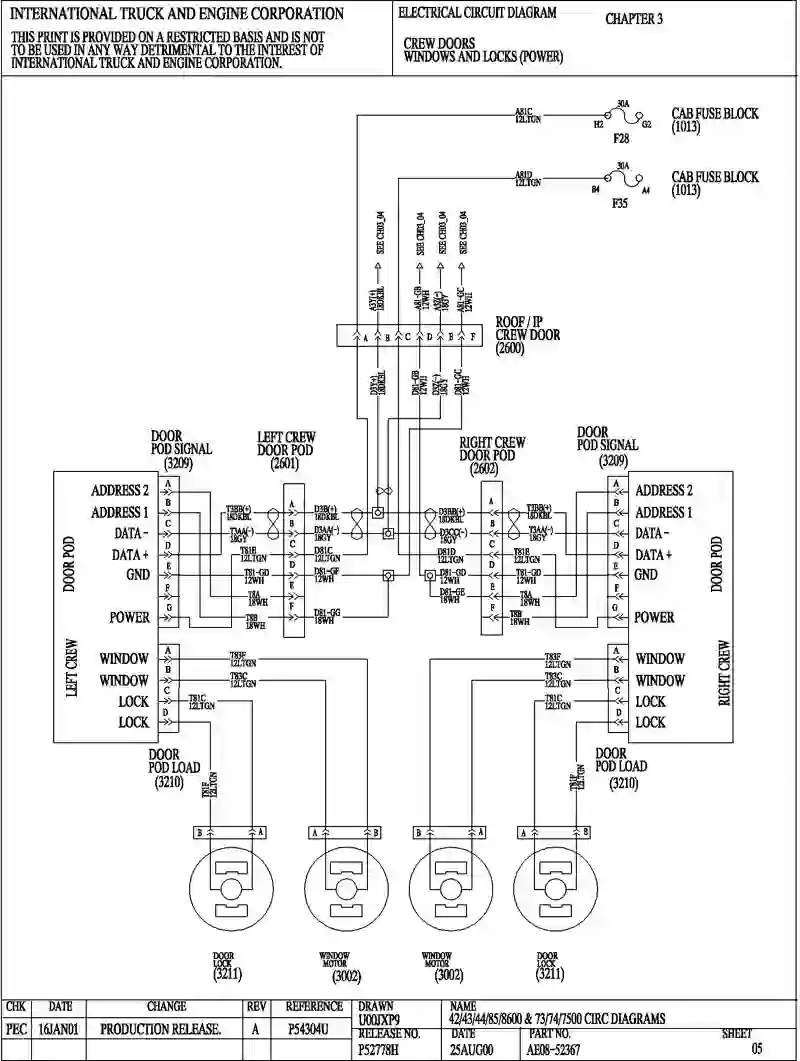 INTERNATIONAL TRUCK AND ENGINE CORPORATION
THIS PRINT IS PROVIDED ON A RESTRICTED BASIS AND IS NOT
TO BE USED IN ANY WAY DETRIMENTAL TO THE INTEREST OF
INTERNATIONAL TRUCK AND ENGINE CORPORATION.
ELECTRICAL CIRCUIT DIAGRAM
CHAPTER 3
CREW DOORS
WINDOWS AND LOCKS (POWER)
A81C
12LTGN
30A
H2
G2
F28
CAB FUSE BLOCK
(1013)
A81D
12LTGN
30A
B4
A4
F35
CAB FUSE BLOCK
(1013)
SEE CH03_04
SEE CH03_04
SEE CH03_04
SEE CH03_04
A3Y(+)
18DKBL
A81-GB
12WH
18GY
A81-GC
12WH
A
B
C
D
E
F
ROOF / IP
CREW DOOR
(2600)
D3Y(+)
18DKBL
D81-GB
12WH
18GY
D81-GC
12WH
DOOR
POD SIGNAL
(3209)
LEFT CREW
DOOR POD
(2601)
RIGHT CREW
DOOR POD
(2602)
DOOR
POD SIGNAL
(3209)
DOOR POD
LEFT CREW
ADDRESS 2
ADDRESS 1
DATA -
DATA +
GND
POWER
WINDOW
WINDOW
LOCK
LOCK
A
B
C
D
E
F
G
A
B
C
D
T3BB(+)
18DKBL
T3AA(-)
18GY
T81E
12LTGN
T81-GD
12WH
T8A
18WH
T8B
18WH
A
B
C
D
E
F
D3B(+)
18DKBL
D3AA(-)
18GY
D81C
12LTGN
D81-GF
12WH
D81-GG
18WH
D3BB(+)
18DKBL
D3CC(-)
18GY
D81D
12LTGN
D81-GD
12WH
D81-GE
18WH
A
B
C
D
E
F
T3BB(+)
18DKBL
T3AA(-)
18GY
T81E
12LTGN
T81-GD
12WH
T8A
18WH
T8B
18WH
A
B
C
D
E
F
G
A
B
C
D
ADDRESS 2
ADDRESS 1
DATA -
DATA +
GND
POWER
WINDOW
WINDOW
LOCK
LOCK
DOOR POD
RIGHT CREW
T83F
12LTGN
T83C
12LTGN
T81C
12LTGN
T83F
12LTGN
T83C
12LTGN
T81C
12LTGN
DOOR
POD LOAD
(3210)
T81F
12LTGN
T81F
12LTGN
DOOR
POD LOAD
(3210)
B
A
A
B
B
A
A
B
DOOR
LOCK
(3211)
WINDOW
MOTOR
(3002)
WINDOW
MOTOR
(3002)
DOOR
LOCK
(3211)
CHK DATE CHANGE REV REFERENCE
PEC 16JAN01 PRODUCTION RELEASE. A P54304U
DRAWN
U00JXP9
RELEASE NO.
P52778H
NAME
42/43/44/85/8600 & 73/74/7500 CIRC DIAGRAMS
DATE
25AUG00
PART NO.
AE08-52367
SHEET
05